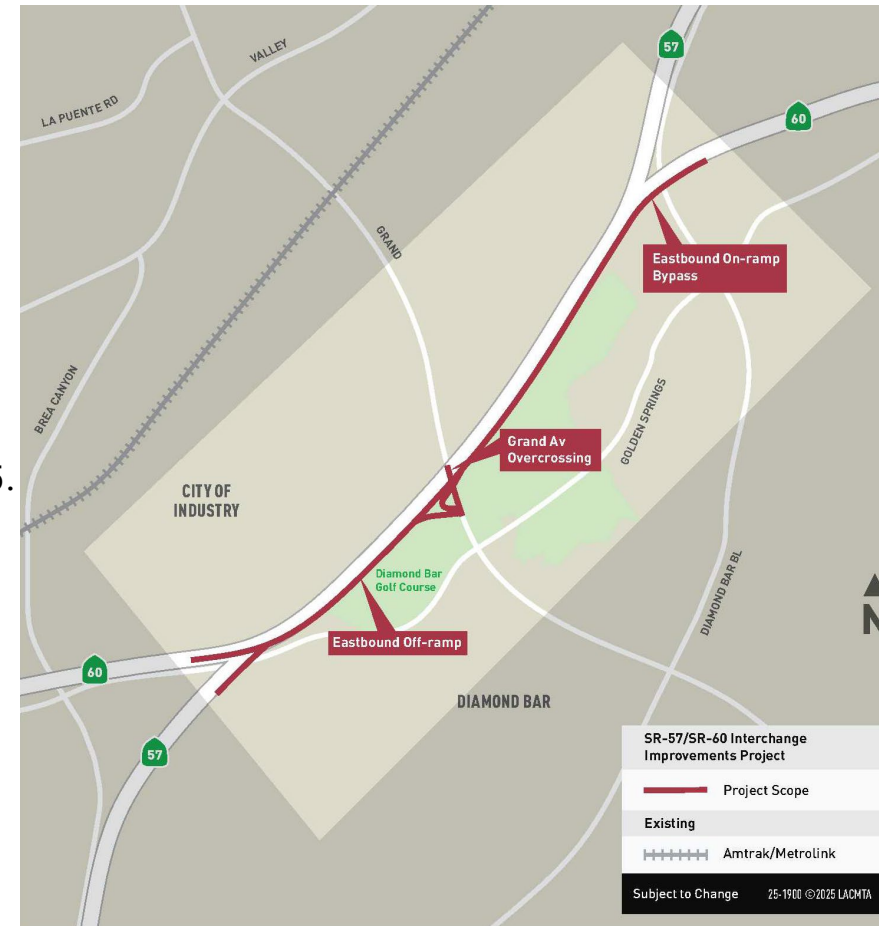 57
VALLEY
60
LA PUENTE RD
GRAND
Eastbound On-ramp
Bypass
BREA CANYON
GOLDEN SPRINGS
Grand Av
Overcrossing
5.
CITY OF
INDUSTRY
Diamond Bar
Golf Course
DIAMOND BAR BL
N
Eastbound Off-ramp
60
DIAMOND BAR
57
SR-57/SR-60 Interchange
Improvements Project
Project Scope
Existing
Amtrak/Metrolink
Subject to Change 25-1900 ©2025 LACMTA